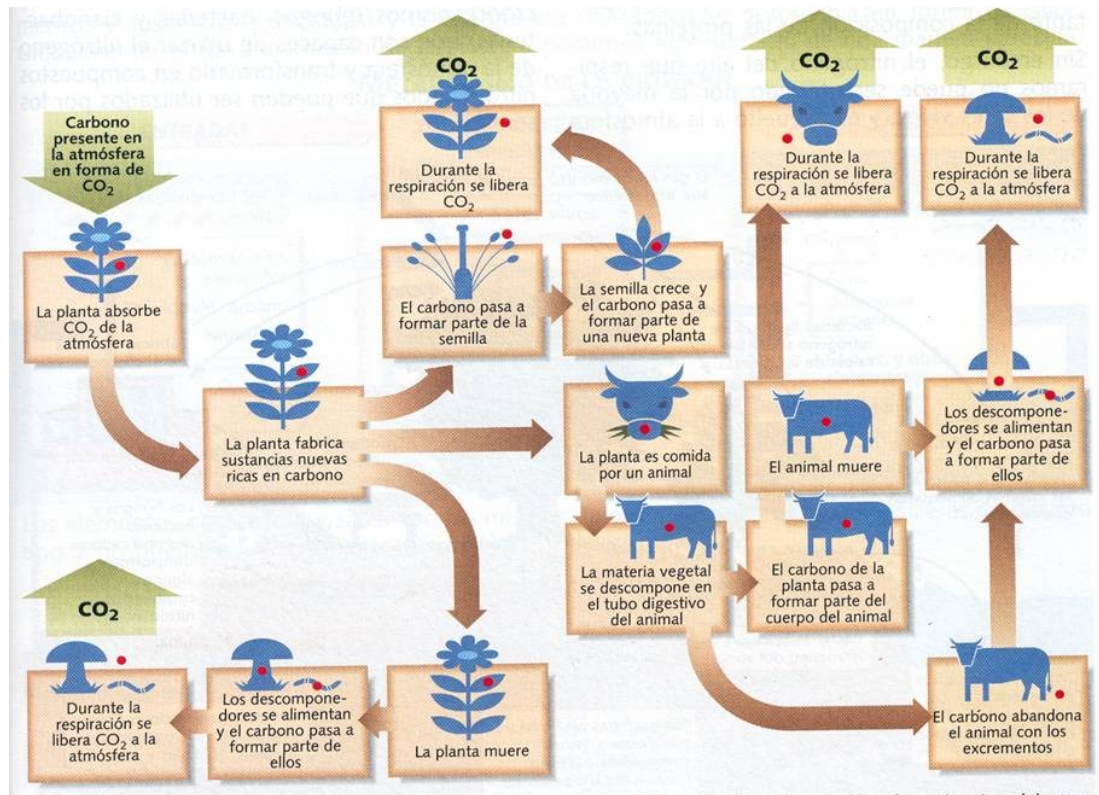 CO₂
CO₂
CO₂
Carbono
presente en
la atmósfera
en forma de
CO₂
Durante la
respiración se libera
CO₂
Durante la
respiración se libera
CO₂ a la atmósfera
Durante la
respiración se libera
CO₂ a la atmósfera
La planta absorbe
CO₂ de la
atmósfera
El carbono pasa a
formar parte de la
semilla
La semilla crece y
el carbono pasa a
formar parte de
una nueva planta
La planta fabrica
sustancias nuevas
ricas en carbono
La planta es comida
por un animal
El animal muere
Los descompone-
dores se alimentan
y el carbono pasa
a formar parte de
ellos
La materia vegetal
se descompone en
el tubo digestivo
del animal
El carbono de la
planta pasa a
formar parte del
cuerpo del animal
CO₂
Durante la
respiración se
libera CO₂ a la
atmósfera
Los descompone-
dores se alimentan
y el carbono pasa a
formar parte de
ellos
La planta muere
El carbono abandona
el animal con los
excrementos